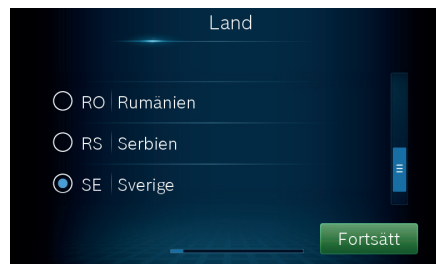 Land
RO Rumänien
RS Serbien
SE Sverige
Fortsätt